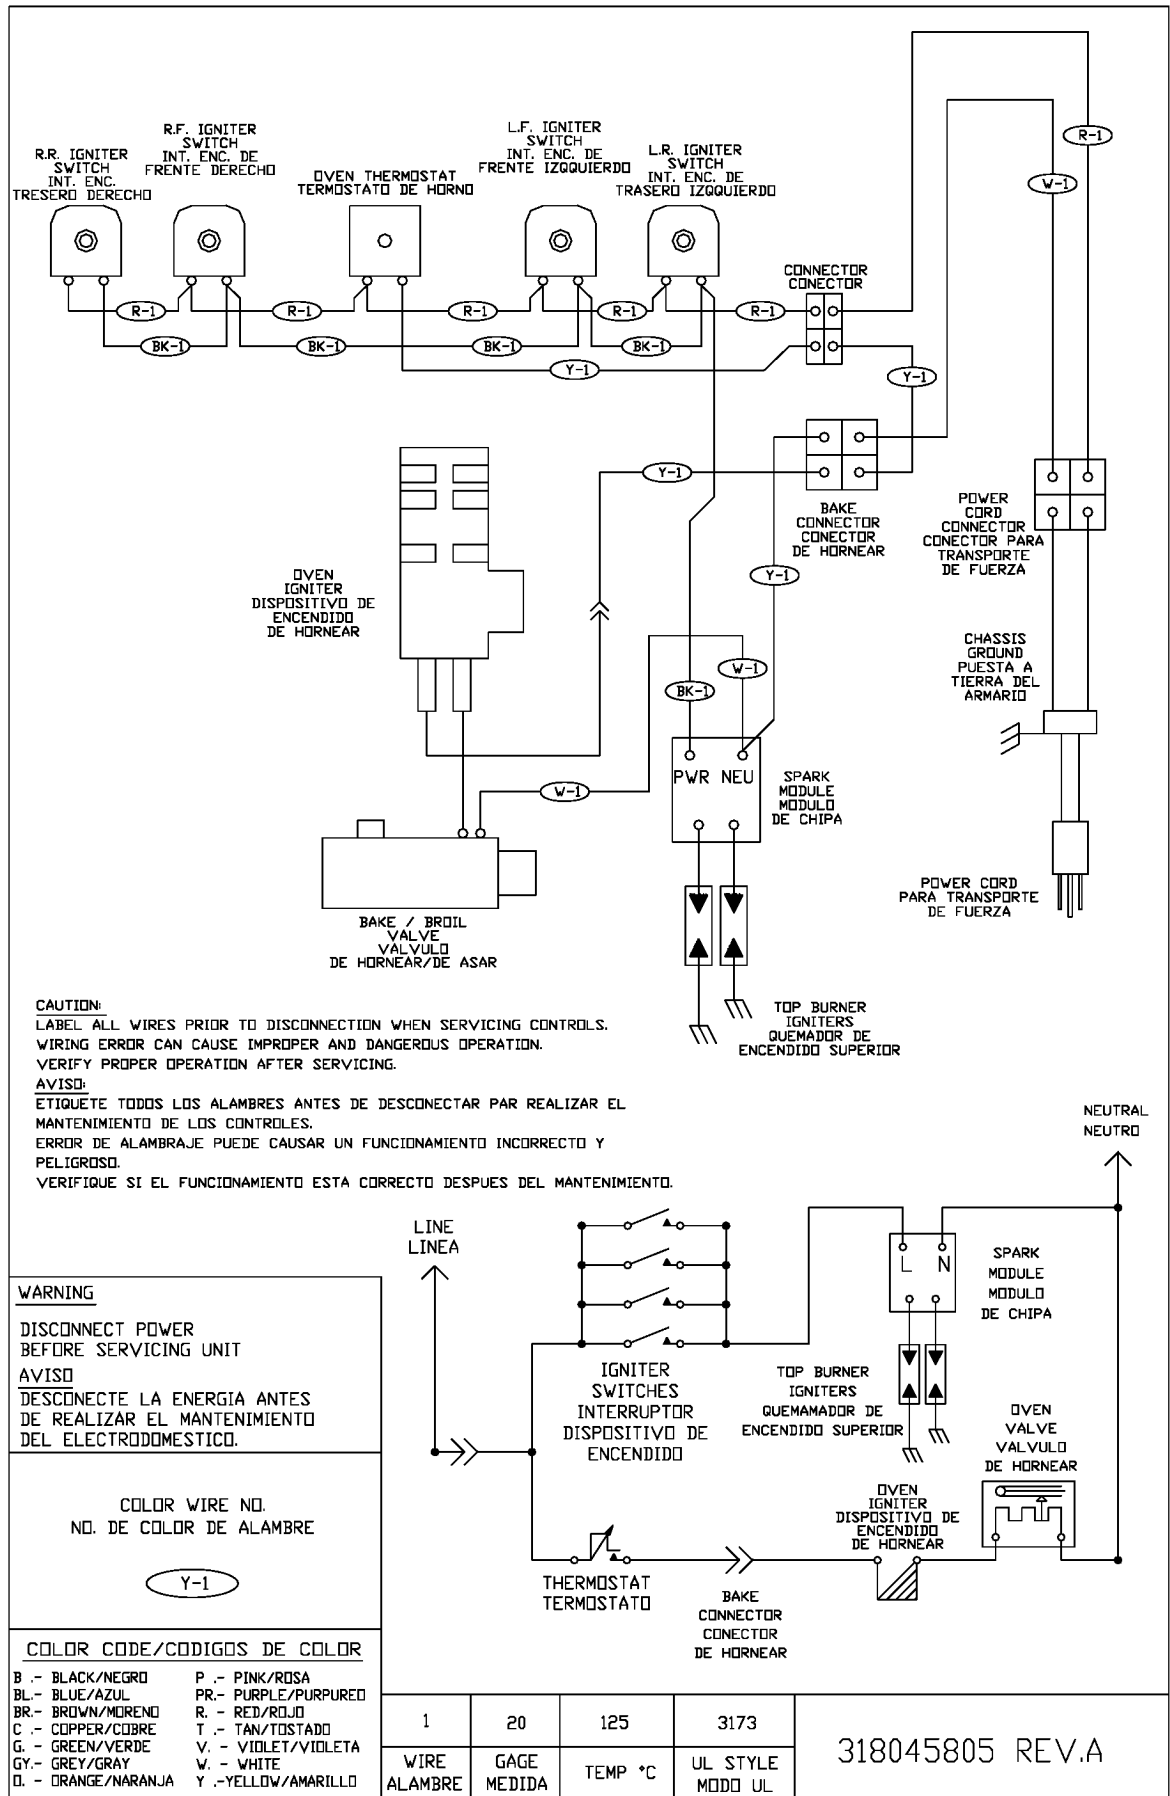 R.R. IGNITER
SWITCH
INT. ENC.
TRESERO DERECHO
R.F. IGNITER
SWITCH
INT. ENC. DE
FRENTE DERECHO
OVEN THERMOSTAT
TERMOSTATO DE HORNO
L.F. IGNITER
SWITCH
INT. ENC. DE
FRENTE IZQQUIERDO
L.R. IGNITER
SWITCH
INT. ENC. DE
TRASERO IZQQUIERDO
R-1
W-1
CONNECTOR
CONECTOR
R-1
R-1
R-1
R-1
R-1
BK-1
BK-1
BK-1
BK-1
Y-1
Y-1
Y-1
BAKE
CONNECTOR
CONECTOR
DE HORNEAR
POWER
CORD
CONNECTOR
CONECTOR PARA
TRANSPORTE
DE FUERZA
OVEN
IGNITER
DISPOSITIVO DE
ENCENDIDO
DE HORNEAR
Y-1
CHASSIS
GROUND
PUESTA A
TIERRA DEL
ARMARIO
W-1
BK-1
PWR NEU
SPARK
MODULE
MODULO
DE CHIPA
W-1
POWER CORD
PARA TRANSPORTE
DE FUERZA
BAKE / BROIL
VALVE
VALVULO
DE HORNEAR/DE ASAR
TOP BURNER
IGNITERS
QUEMADOR DE
ENCENDIDO SUPERIOR
CAUTION:
LABEL ALL WIRES PRIOR TO DISCONNECTION WHEN SERVICING CONTROLS.
WIRING ERROR CAN CAUSE IMPROPER AND DANGEROUS OPERATION.
VERIFY PROPER OPERATION AFTER SERVICING.
AVISO:
ETIQUETE TODOS LOS ALAMBRES ANTES DE DESCONECTAR PAR REALIZAR EL
MANTENIMIENTO DE LOS CONTROLES.
ERROR DE ALAMBRAJE PUEDE CAUSAR UN FUNCIONAMIENTO INCORRECTO Y
PELIGROSO.
VERIFIQUE SI EL FUNCIONAMIENTO ESTA CORRECTO DESPUES DEL MANTENIMIENTO.
NEUTRAL
NEUTRO
LINE
LINEA
L N
SPARK
MODULE
MODULO
DE CHIPA
IGNITER
SWITCHES
INTERRUPTOR
DISPOSITIVO DE
ENCENDIDO
TOP BURNER
IGNITERS
QUEMAMADOR DE
ENCENDIDO SUPERIOR
OVEN
VALVE
VALVULO
DE HORNEAR
OVEN
IGNITER
DISPOSITIVO DE
ENCENDIDO
DE HORNEAR
THERMOSTAT
TERMOSTATO
BAKE
CONNECTOR
CONECTOR
DE HORNEAR
WARNING
DISCONNECT POWER
BEFORE SERVICING UNIT
AVISO
DESCONECTE LA ENERGIA ANTES
DE REALIZAR EL MANTENIMIENTO
DEL ELECTRODOMESTICO.
COLOR WIRE NO.
NO. DE COLOR DE ALAMBRE
Y-1
COLOR CODE/CODIGOS DE COLOR
B .- BLACK/NEGRO
BL.- BLUE/AZUL
BR.- BROWN/MORENO
C .- COPPER/COBRE
G. - GREEN/VERDE
GY.- GREY/GRAY
O. - ORANGE/NARANJA
P .- PINK/ROSA
PR.- PURPLE/PURPUREO
R. - RED/ROJO
T .- TAN/TOSTADO
V. - VIOLET/VIOLETA
W. - WHITE
Y .-YELLOW/AMARILLO
1 20 125 3173
WIRE
ALAMBRE
GAGE
MEDIDA
TEMP °C
UL STYLE
MODO UL
318045805 REV.A